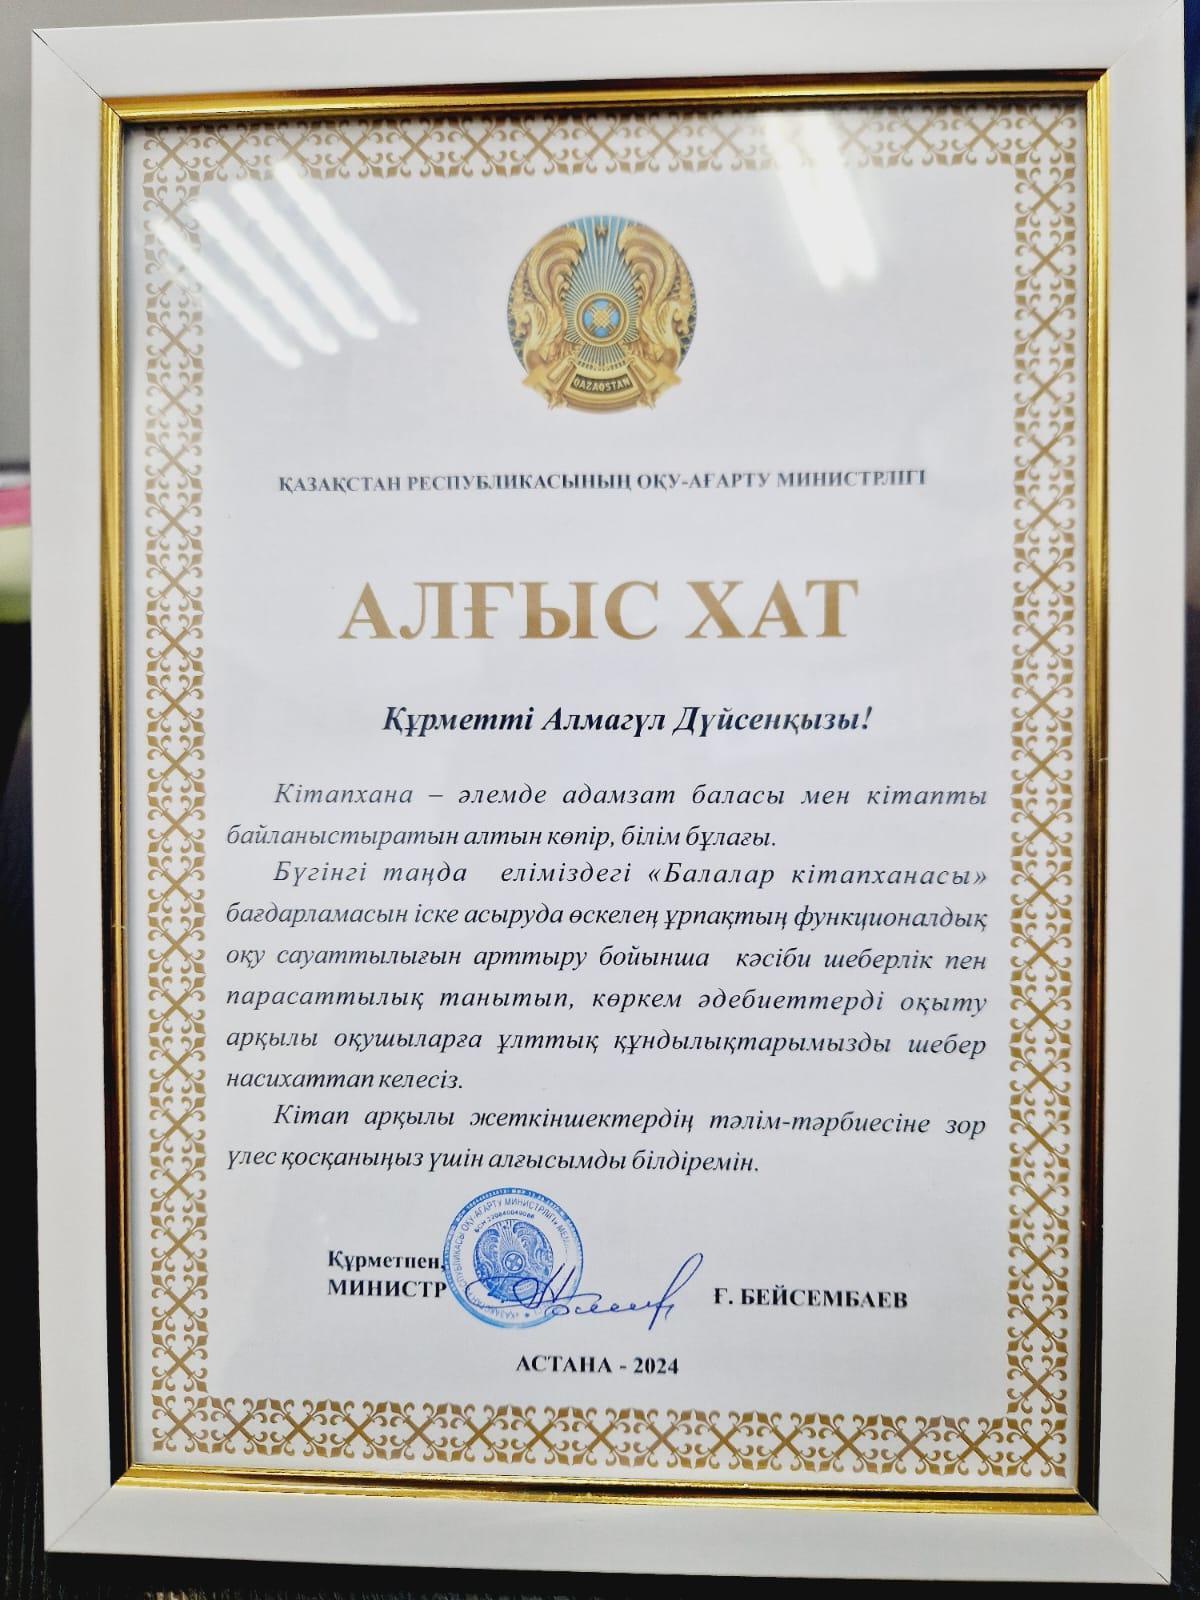 QAZAQSTAN
ҚАЗАҚСТАН РЕСПУБЛИКАСЫНЫҢ ОҚУ-АҒАРТУ МИНИСТРЛІГІ
АЛҒЫС ХАТ
Құрметті Алмагүл Дүйсенқызы!
Кітапхана – әлемде адамзат баласы мен кітапты
байланыстыратын алтын көпір, білім бұлағы.
Бүгінгі таңда еліміздегі «Балалар кітапханасы»
бағдарламасын іске асыруда өскелең ұрпақтың функционалдық
оқу сауаттылығын арттыру бойынша кәсіби шеберлік пен
парасаттылық танытып, көркем әдебиеттерді оқыту
арқылы оқушыларға ұлттық құндылықтарымызды шебер
насихаттап келесіз.
Кітап арқылы жеткіншектердің тәлім-тәрбиесіне зор
үлес қосқаныңыз үшін алғысымды білдіремін.
Құрметпен,
МИНИСТР
Ғ. БЕЙСЕМБАЕВ
АСТАНА - 2024